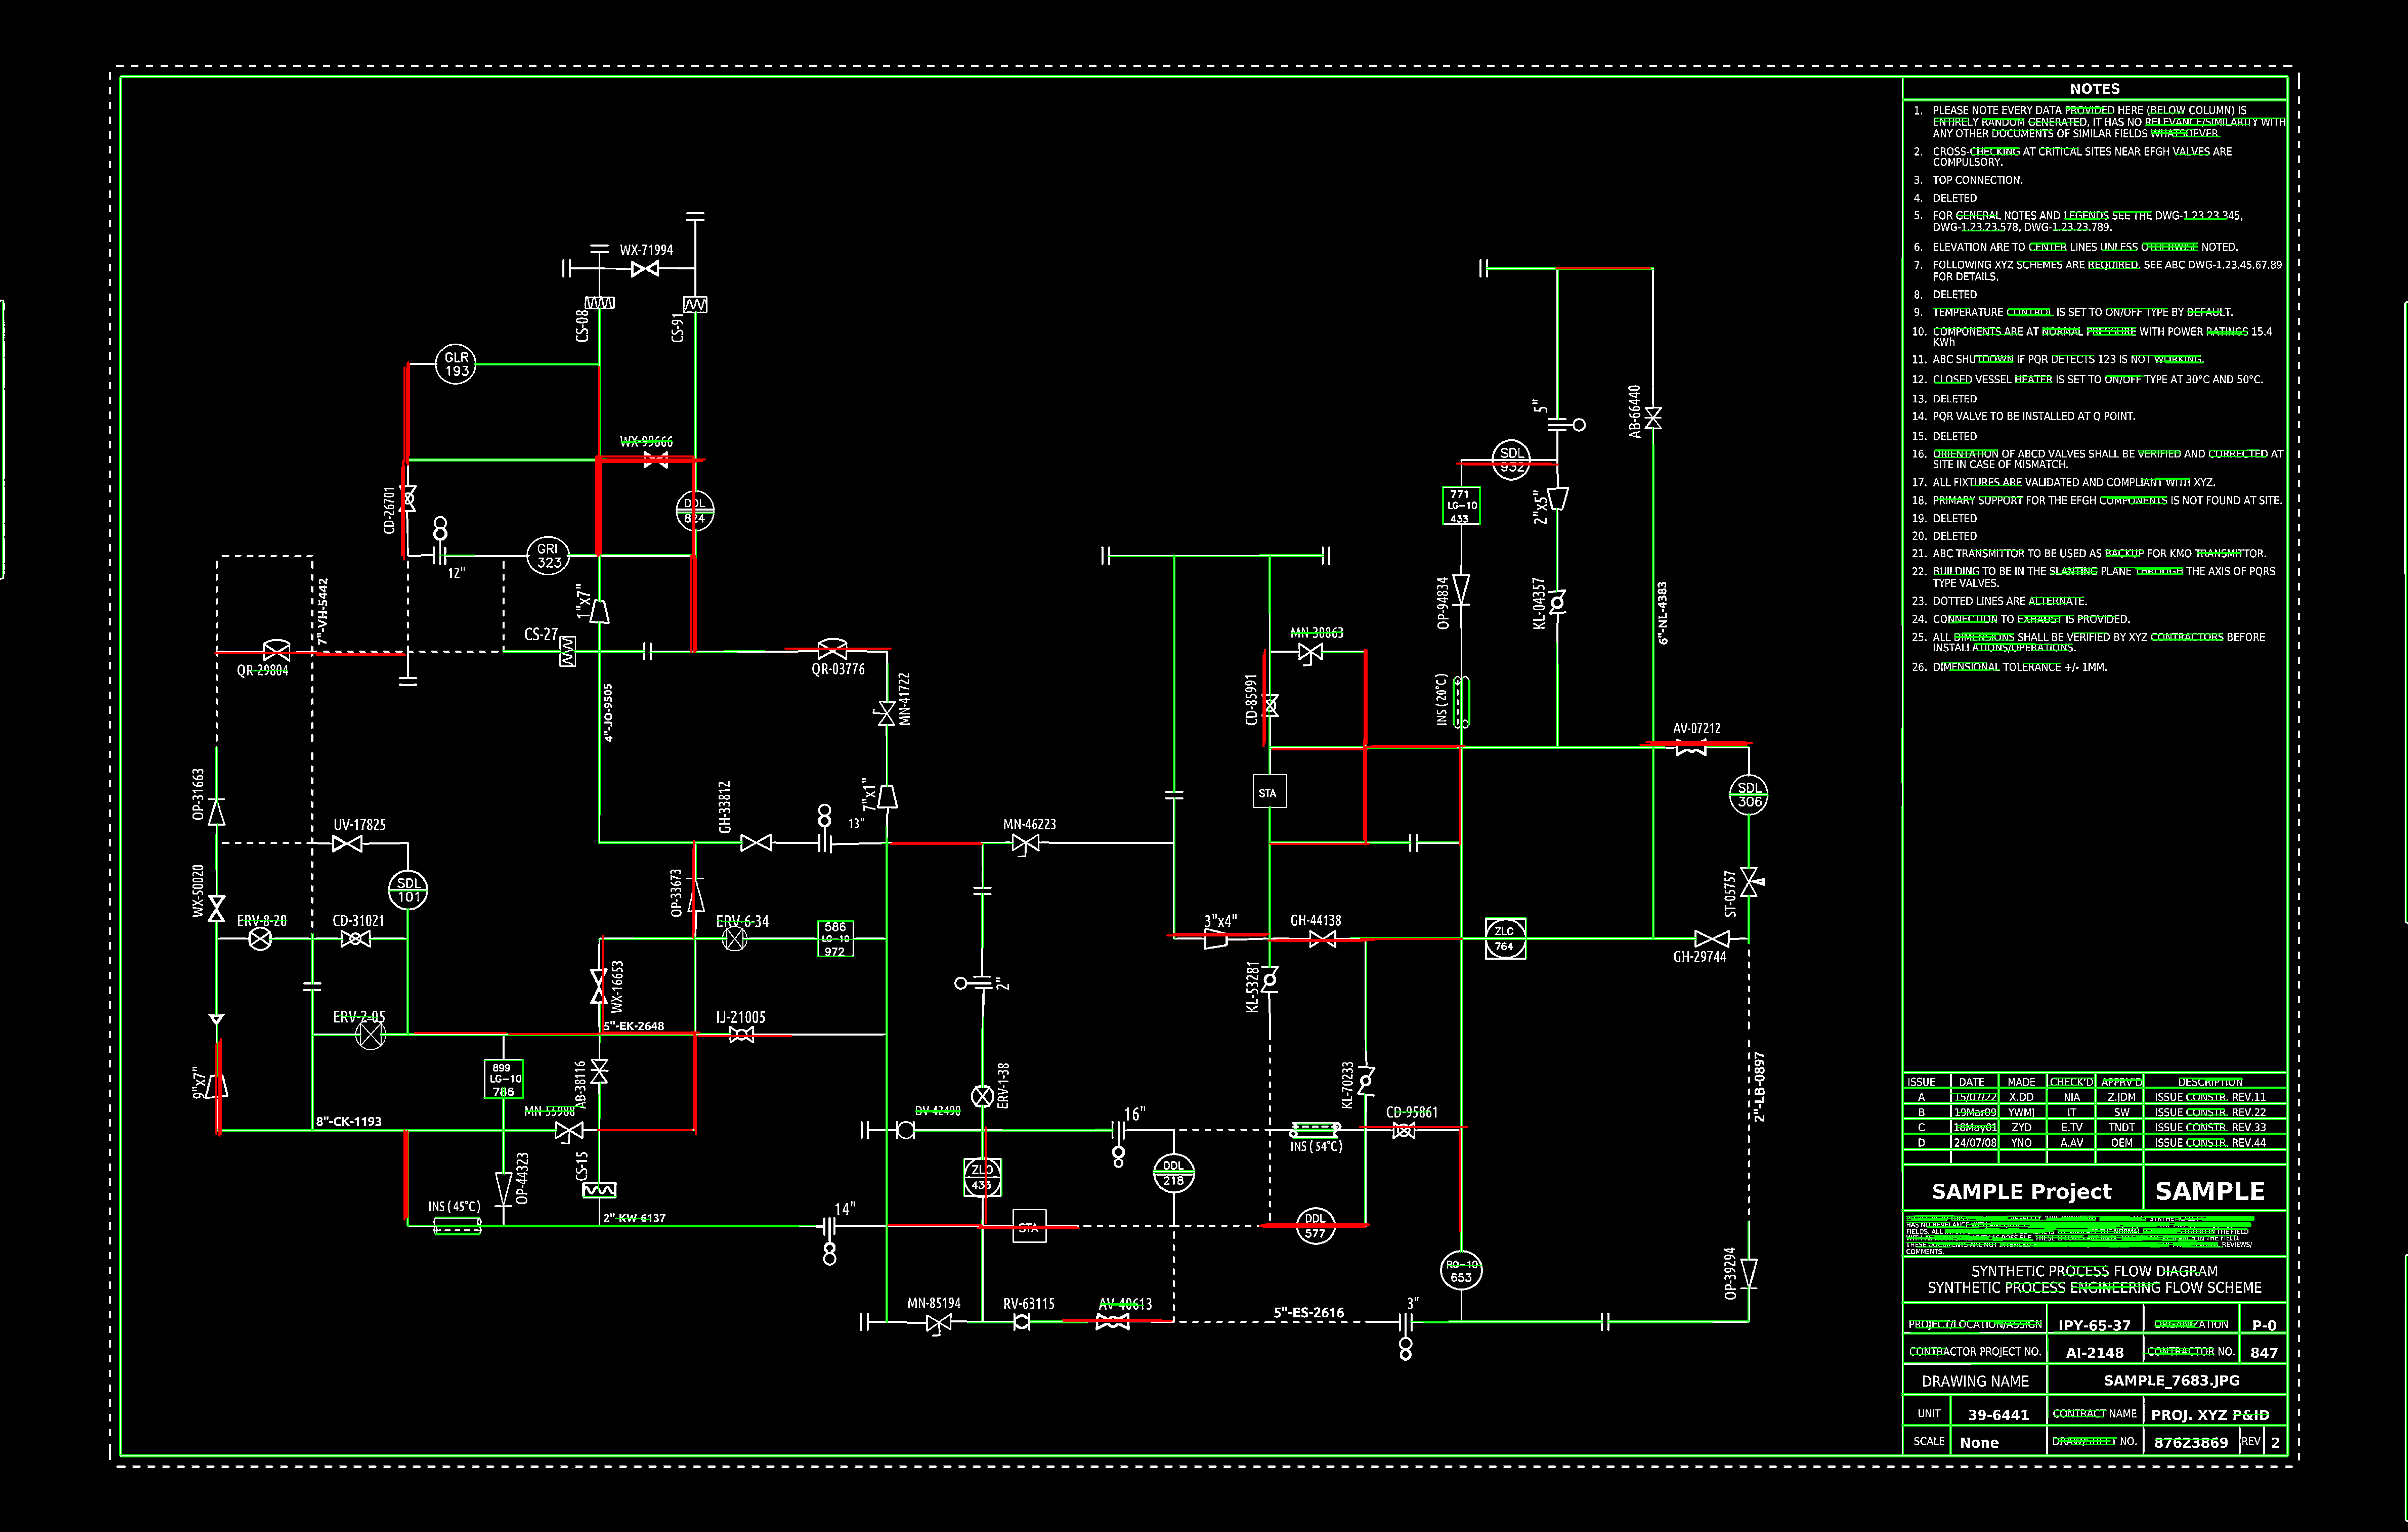 WX-71994
CS-08
CS-91
GLR
193
WX-99666
CD-26701
DDL
824
5"
AB-66440
SDL
932
771
LG-10
433
2"x5"
GRI
323
12"
7"-VH-5442
1"x7"
CS-27
QR-29804
QR-03776
MN-41722
4"-JO-9505
OP-94834
KL-04357
6"-NL-4383
MN-30863
CD-85991
INS (20°C)
AV-07212
OP-31663
GH-33812
7"x1"
STA
SDL
306
UV-17825
13"
MN-46223
SDL
101
WX-50020
OP-33673
ST-05757
ERV-8-20
CD-31021
ERV-6-34
586
LG-10
972
3"x4"
GH-44138
ZLC
764
GH-29744
WX-16653
2"
KL-53281
ERV-2-05
5"-EK-2648
IJ-21005
9"x7"
899
LG-10
786
AB-38116
ERV-1-38
KL-70233
2"-LB-0897
8"-CK-1193
MN-55988
DV-42490
16"
CD-95861
INS (54°C)
OP-44323
CS-15
ZLO
433
DDL
218
INS (45°C)
2"-KW-6137
14"
STA
DDL
577
RO-10
653
OP-39294
MN-85194
RV-63115
AV-40613
5"-ES-2616
3"
NOTES
1. PLEASE NOTE EVERY DATA PROVIDED HERE (BELOW COLUMN) IS
ENTIRELY RANDOM GENERATED, IT HAS NO RELEVANCE/SIMILARITY WITH
ANY OTHER DOCUMENTS OF SIMILAR FIELDS WHATSOEVER.
2. CROSS-CHECKING AT CRITICAL SITES NEAR EFGH VALVES ARE
COMPULSORY.
3. TOP CONNECTION.
4. DELETED
5. FOR GENERAL NOTES AND LEGENDS SEE THE DWG-1.23.23.345,
DWG-1.23.23.578, DWG-1.23.23.789.
6. ELEVATION ARE TO CENTER LINES UNLESS OTHERWISE NOTED.
7. FOLLOWING XYZ SCHEMES ARE REQUIRED. SEE ABC DWG-1.23.45.67.89
FOR DETAILS.
8. DELETED
9. TEMPERATURE CONTROL IS SET TO ON/OFF TYPE BY DEFAULT.
10. COMPONENTS ARE AT NORMAL PRESSURE WITH POWER RATINGS 15.4
KWh
11. ABC SHUTDOWN IF PQR DETECTS 123 IS NOT WORKING.
12. CLOSED VESSEL HEATER IS SET TO ON/OFF TYPE AT 30°C AND 50°C.
13. DELETED
14. PQR VALVE TO BE INSTALLED AT Q POINT.
15. DELETED
16. ORIENTATION OF ABCD VALVES SHALL BE VERIFIED AND CORRECTED AT
SITE IN CASE OF MISMATCH.
17. ALL FIXTURES ARE VALIDATED AND COMPLIANT WITH XYZ.
18. PRIMARY SUPPORT FOR THE EFGH COMPONENTS IS NOT FOUND AT SITE.
19. DELETED
20. DELETED
21. ABC TRANSMITTOR TO BE USED AS BACKUP FOR KMO TRANSMITTOR.
22. BUILDING TO BE IN THE SLANTING PLANE THROUGH THE AXIS OF PQRS
TYPE VALVES.
23. DOTTED LINES ARE ALTERNATE.
24. CONNECTION TO EXHAUST IS PROVIDED.
25. ALL DIMENSIONS SHALL BE VERIFIED BY XYZ CONTRACTORS BEFORE
INSTALLATIONS/OPERATIONS.
26. DIMENSIONAL TOLERANCE +/- 1MM.
ISSUE DATE MADE CHECK'D APPRV'D DESCRIPTION
A 15/07/22 X.DD NIA Z.IDM ISSUE CONSTR. REV.11
B 19Mar09 YWMJ IT SW ISSUE CONSTR. REV.22
C 18May01 ZYD E.TV TNDT ISSUE CONSTR. REV.33
D 24/07/08 YNO A.AV OEM ISSUE CONSTR. REV.44
SAMPLE Project SAMPLE
FIELDS. ALL
REVIEWS/
COMMENTS.
SYNTHETIC PROCESS FLOW DIAGRAM
SYNTHETIC PROCESS ENGINEERING FLOW SCHEME
PROJECT/LOCATION/ASSIGN IPY-65-37 ORGANIZATION P-0
CONTRACTOR PROJECT NO. AI-2148 CONTRACTOR NO. 847
DRAWING NAME SAMPLE_7683.JPG
UNIT 39-6441 CONTRACT NAME PROJ. XYZ P&ID
SCALE None DRAW/SHEET NO. 87623869 REV 2